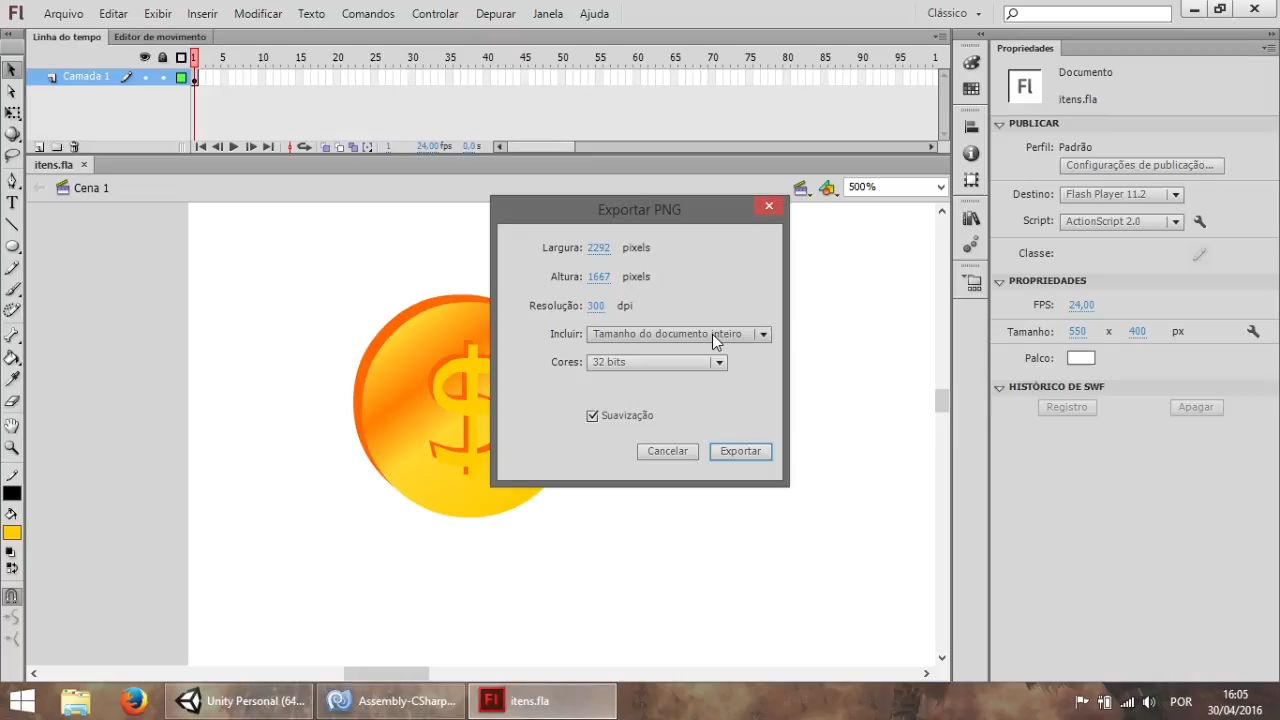 Fl Arquivo Editar Exibir Inserir Modificar Texto Comandos Controlar Depurar Janela Ajuda Clássico
Linha do tempo Editor de movimento
1 5 10 15 20 25 30 35 40 45 50 55 60 65 70 75 80 85 90 95 1
Camada 1
1 24,00fps 0,0 s
itens.fla
Cena 1 500%
Exportar PNG
Largura: 2292 pixels
Altura: 1667 pixels
Resolução: 300 dpi
Incluir: Tamanho do documento inteiro
Cores: 32 bits
Suavização
Cancelar Exportar
$
Propriedades
Fl Documento
itens.fla
PUBLICAR
Perfil: Padrão
Configurações de publicação...
Destino: Flash Player 11.2
Script: ActionScript 2.0
Classe:
PROPRIEDADES
FPS: 24,00
Tamanho: 550 x 400 px
Palco:
HISTÓRICO DE SWF
Registro Apagar
Unity Personal (64... Assembly-CSharp... Fl itens.fla POR 16:05
30/04/2016